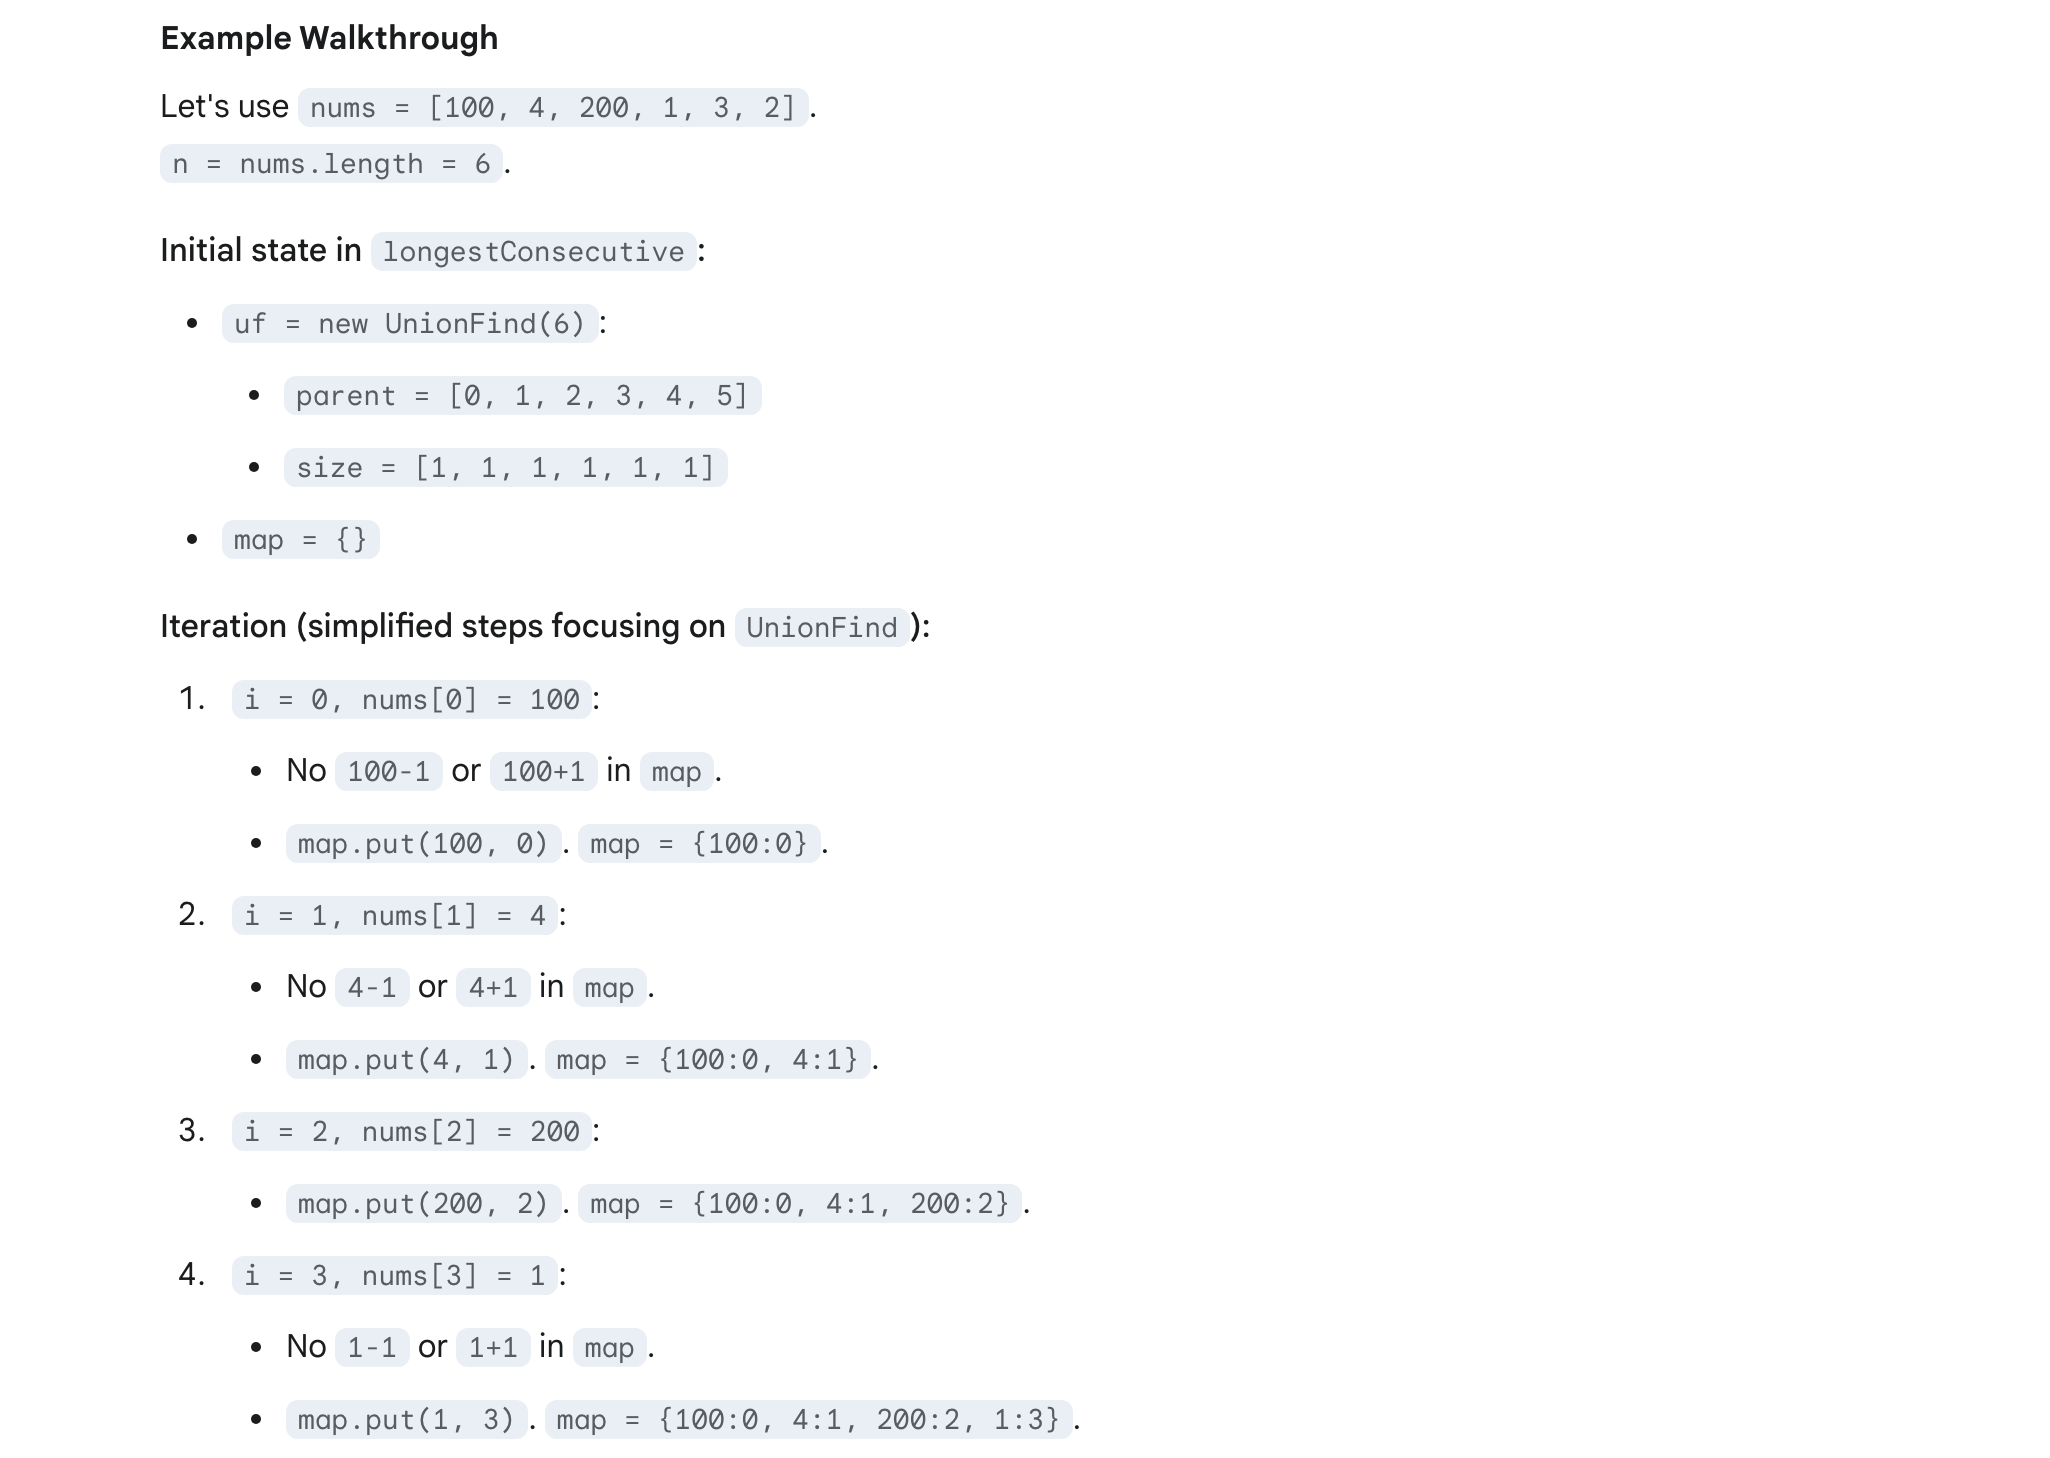 Example Walkthrough
Let's use nums = [100, 4, 200, 1, 3, 2].
n = nums.length = 6.
Initial state in longestConsecutive:
• uf = new UnionFind(6):
• parent = [0, 1, 2, 3, 4, 5]
• size = [1, 1, 1, 1, 1, 1]
• map = {}
Iteration (simplified steps focusing on UnionFind):
1. i = 0, nums[0] = 100:
• No 100-1 or 100+1 in map.
• map.put(100, 0). map = {100:0}.
2. i = 1, nums[1] = 4:
• No 4-1 or 4+1 in map.
• map.put(4, 1). map = {100:0, 4:1}.
3. i = 2, nums[2] = 200:
• map.put(200, 2). map = {100:0, 4:1, 200:2}.
4. i = 3, nums[3] = 1:
• No 1-1 or 1+1 in map.
• map.put(1, 3). map = {100:0, 4:1, 200:2, 1:3}.